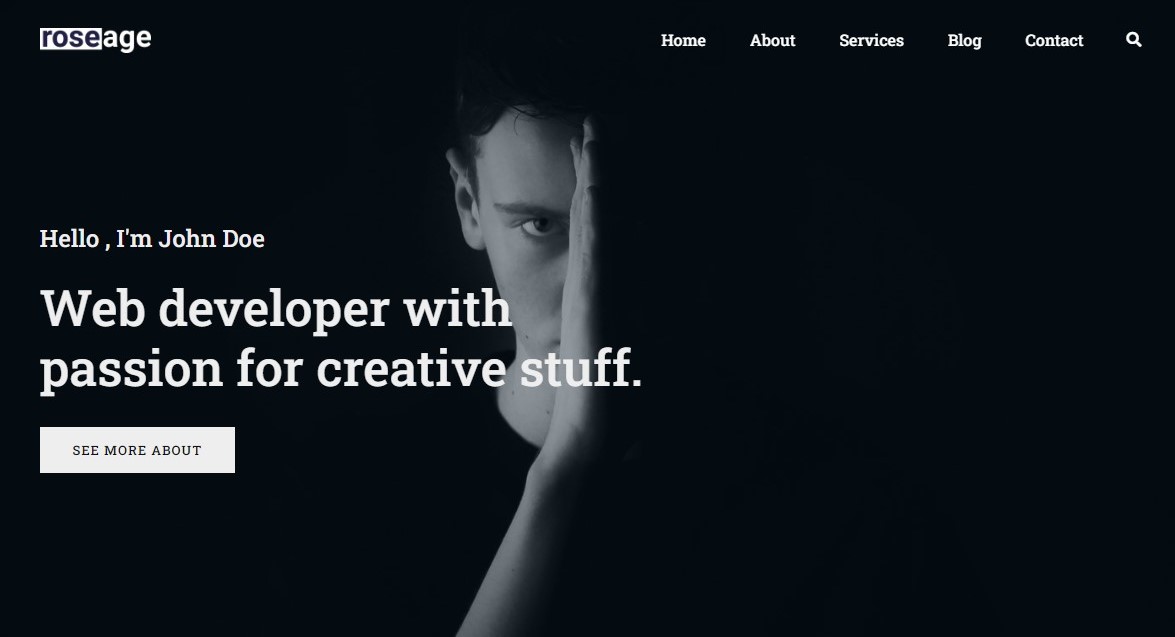 roseage
Home About Services Blog Contact
Hello , I'm John Doe
Web developer with
passion for creative stuff.
SEE MORE ABOUT